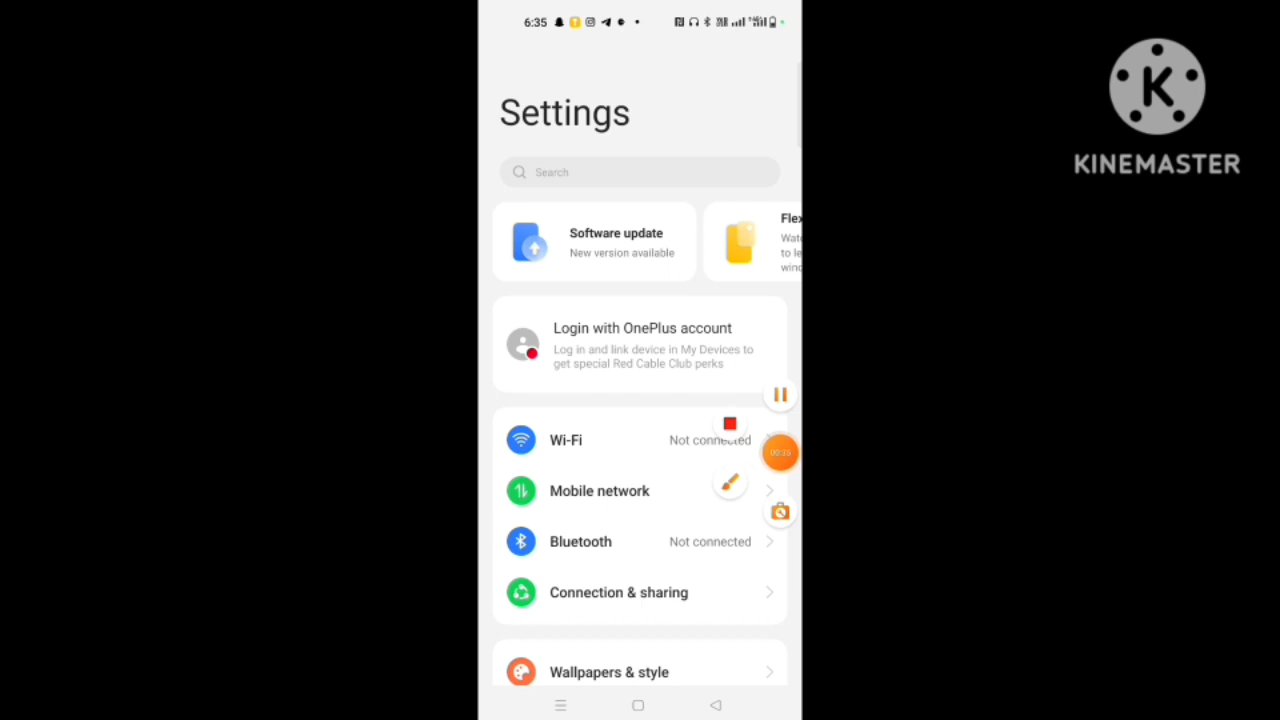 6:35
Settings
Search
Software update
New version available
Flex
Login with OnePlus account
Log in and link device in My Devices to
get special Red Cable Club perks
Wi-Fi
Not connected
00:35
Mobile network
Bluetooth
Not connected
Connection & sharing
Wallpapers & style
K
KINEMASTER